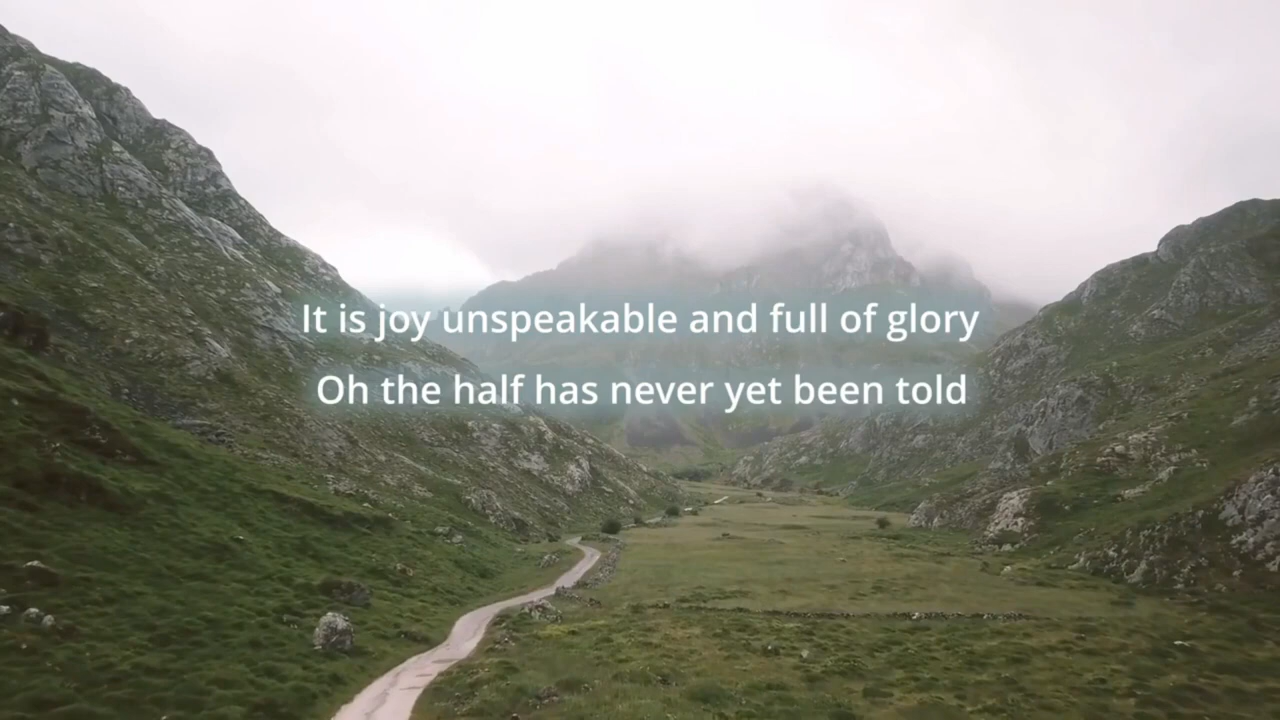 It is joy unspeakable and full of glory
Oh the half has never yet been told